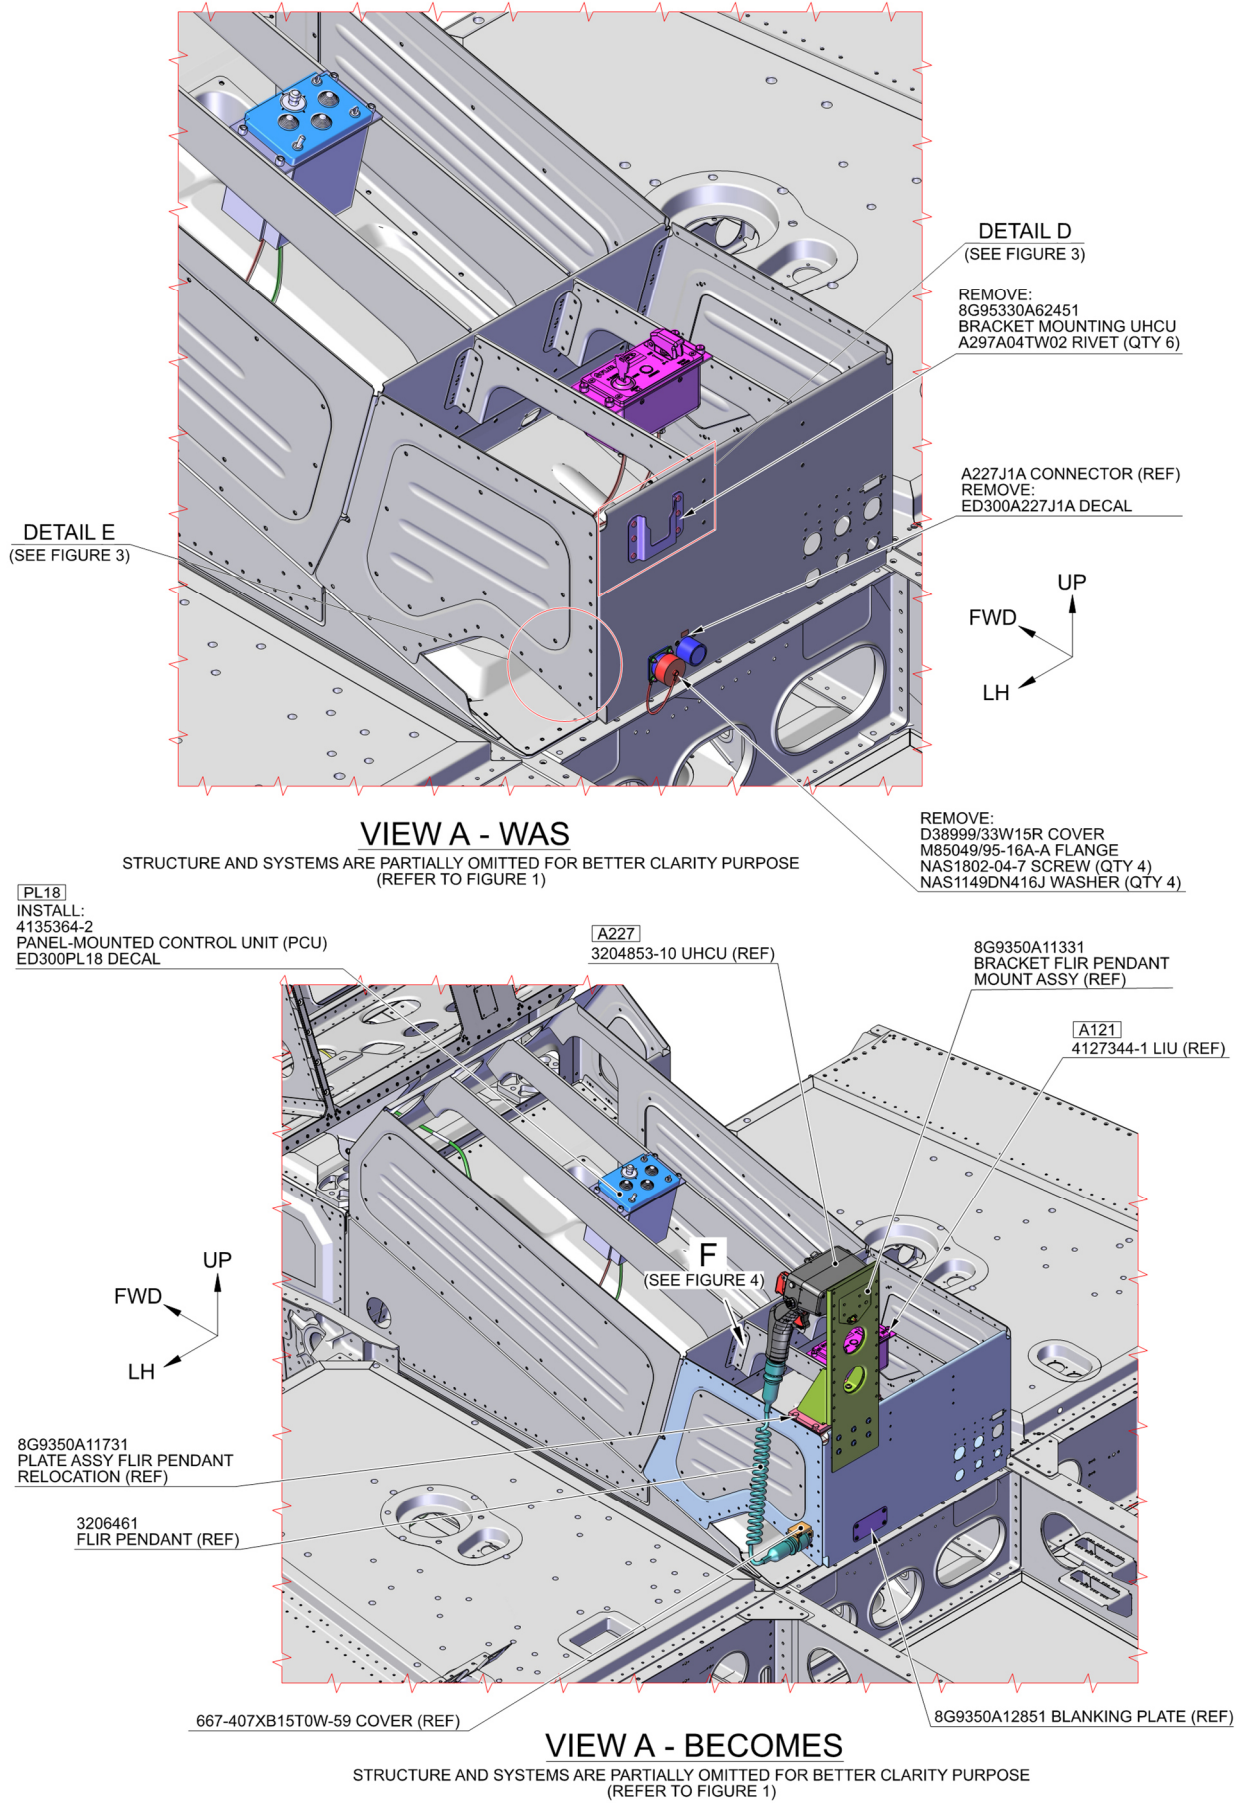 DETAIL D
(SEE FIGURE 3)
REMOVE:
8G95330A62451
BRACKET MOUNTING UHCU
A297A04TW02 RIVET (QTY 6)
A227J1A CONNECTOR (REF)
REMOVE:
ED300A227J1A DECAL
DETAIL E
(SEE FIGURE 3)
UP
FWD
LH
REMOVE:
D38999/33W15R COVER
M85049/95-16A-A FLANGE
NAS1802-04-7 SCREW (QTY 4)
NAS1149DN416J WASHER (QTY 4)
VIEW A - WAS
STRUCTURE AND SYSTEMS ARE PARTIALLY OMITTED FOR BETTER CLARITY PURPOSE
(REFER TO FIGURE 1)
PL18
INSTALL:
4135364-2
PANEL-MOUNTED CONTROL UNIT (PCU)
ED300PL18 DECAL
A227
3204853-10 UHCU (REF)
8G9350A11331
BRACKET FLIR PENDANT
MOUNT ASSY (REF)
A121
4127344-1 LIU (REF)
F
(SEE FIGURE 4)
UP
FWD
LH
8G9350A11731
PLATE ASSY FLIR PENDANT
RELOCATION (REF)
3206461
FLIR PENDANT (REF)
667-407XB15T0W-59 COVER (REF)
8G9350A12851 BLANKING PLATE (REF)
VIEW A - BECOMES
STRUCTURE AND SYSTEMS ARE PARTIALLY OMITTED FOR BETTER CLARITY PURPOSE
(REFER TO FIGURE 1)